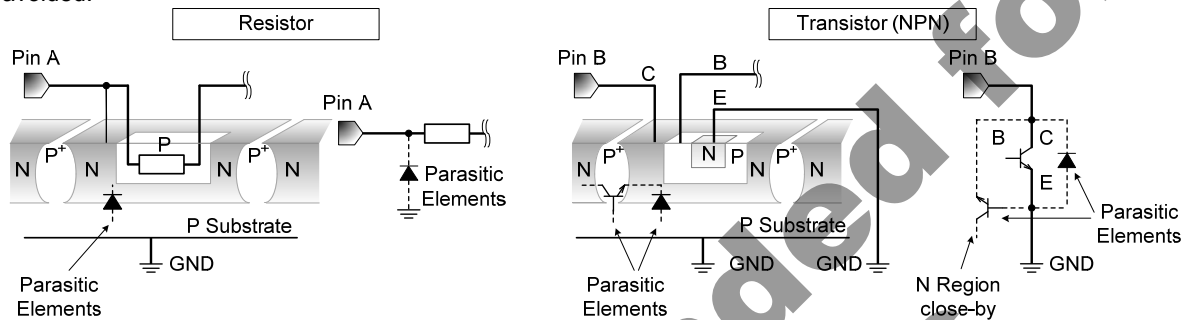 Resistor
Transistor (NPN)
Pin A
Pin B
C
B
E
Pin B
Pin A
N
P+
N
P
P+
N
N
P+
N
P
N
P+
N
B
C
E
Parasitic
Elements
P Substrate
GND
Parasitic
Elements
P Substrate
GND
GND
Parasitic
Elements
Parasitic
Elements
GND
N Region
close-by